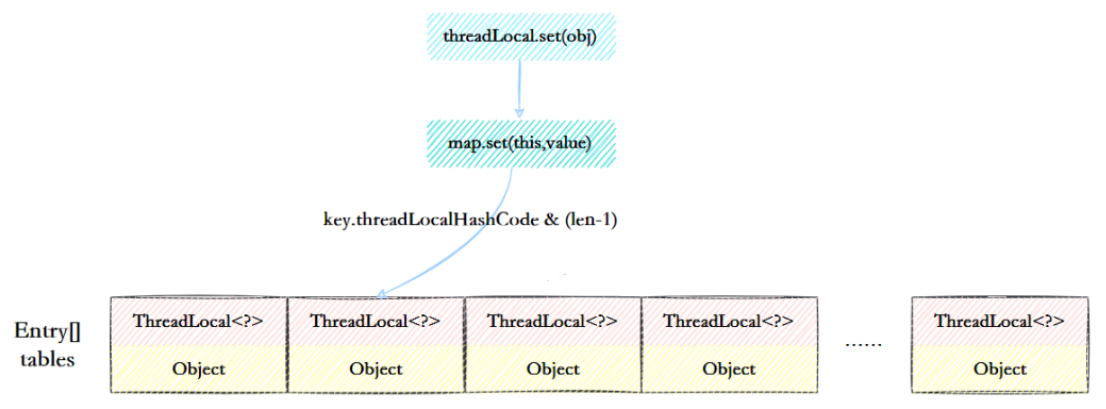 threadLocal.set(obj)
map.set(this,value)
key.threadLocalHashCode & (len-1)
Entry[]
tables
ThreadLocal<?> ThreadLocal<?> ThreadLocal<?> ThreadLocal<?> ...... ThreadLocal<?>
Object Object Object Object Object